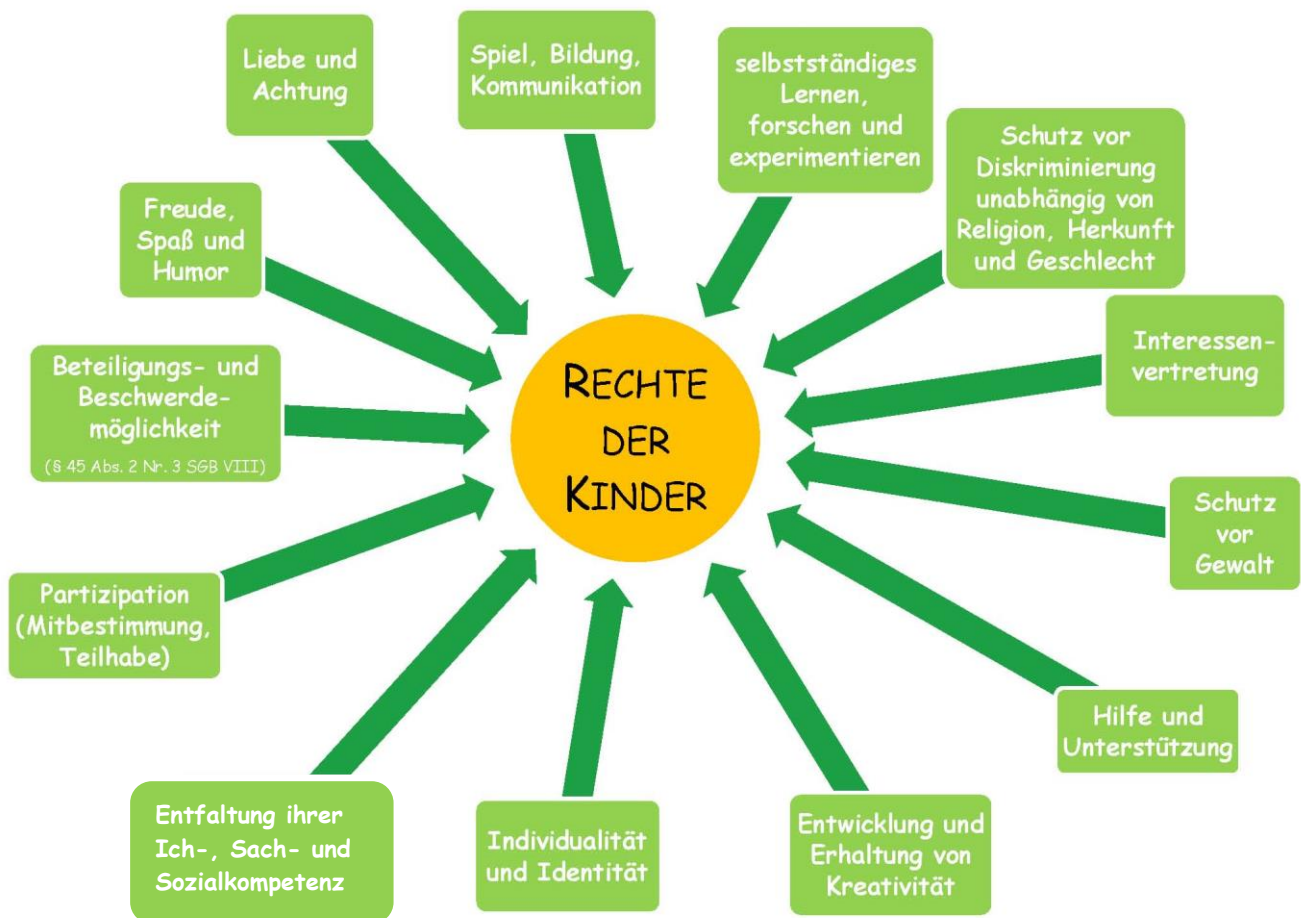 Liebe und
Achtung
Spiel, Bildung,
Kommunikation
selbstständiges
Lernen,
forschen und
experimentieren
Schutz vor
Diskriminierung
unabhängig von
Religion, Herkunft
und Geschlecht
Freude,
Spaß und
Humor
Interessen-
vertretung
Beteiligungs- und
Beschwerde-
möglichkeit
(§ 45 Abs. 2 Nr. 3 SGB VIII)
RECHTE
DER
KINDER
Schutz
vor
Gewalt
Partizipation
(Mitbestimmung,
Teilhabe)
Hilfe und
Unterstützung
Entfaltung ihrer
Ich-, Sach- und
Sozialkompetenz
Individualität
und Identität
Entwicklung und
Erhaltung von
Kreativität